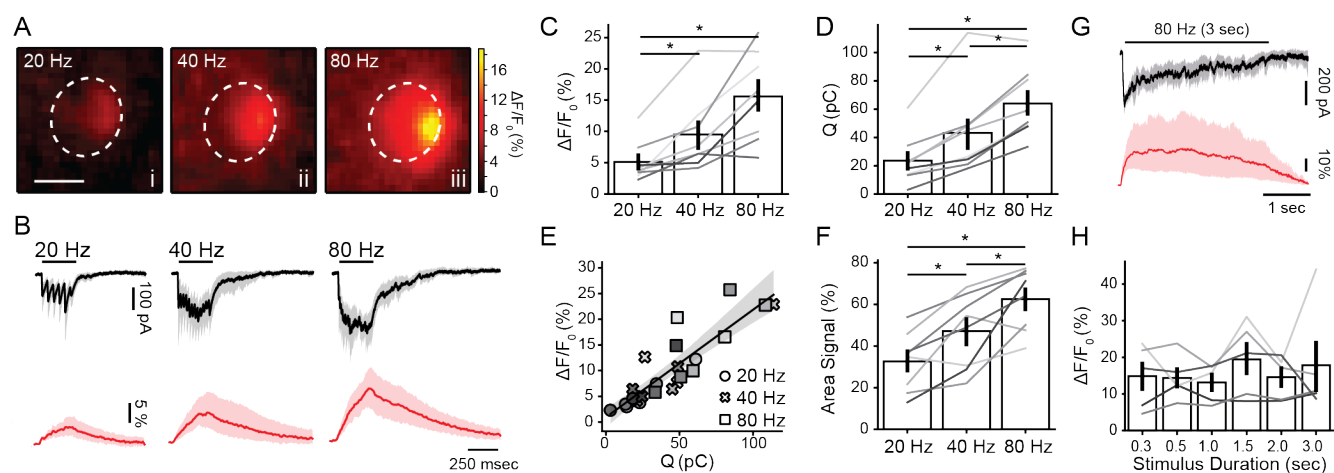 A
20 Hz
i
40 Hz
ii
80 Hz
iii
16
12
8
4
0
ΔF/F0 (%)
B
20 Hz
40 Hz
80 Hz
100 pA
5 %
250 msec
C
ΔF/F0 (%)
25
20
15
10
5
0
* *
20 Hz 40 Hz 80 Hz
D
Q (pC)
100
80
60
40
20
0
* * *
20 Hz 40 Hz 80 Hz
E
ΔF/F0 (%)
30
25
20
15
10
5
0
20 Hz
40 Hz
80 Hz
0 50 100
Q (pC)
F
Area Signal (%)
80
60
40
20
0
* * *
20 Hz 40 Hz 80 Hz
G
80 Hz (3 sec)
200 pA
10%
1 sec
H
ΔF/F0 (%)
40
30
20
10
0
0.3 0.5 1.0 1.5 2.0 3.0
Stimulus Duration (sec)